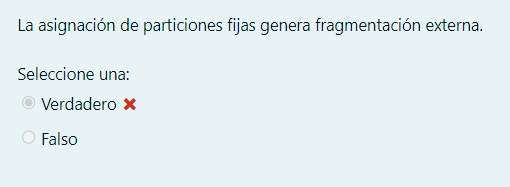 La asignación de particiones fijas genera fragmentación externa.
Seleccione una:
Verdadero
Falso